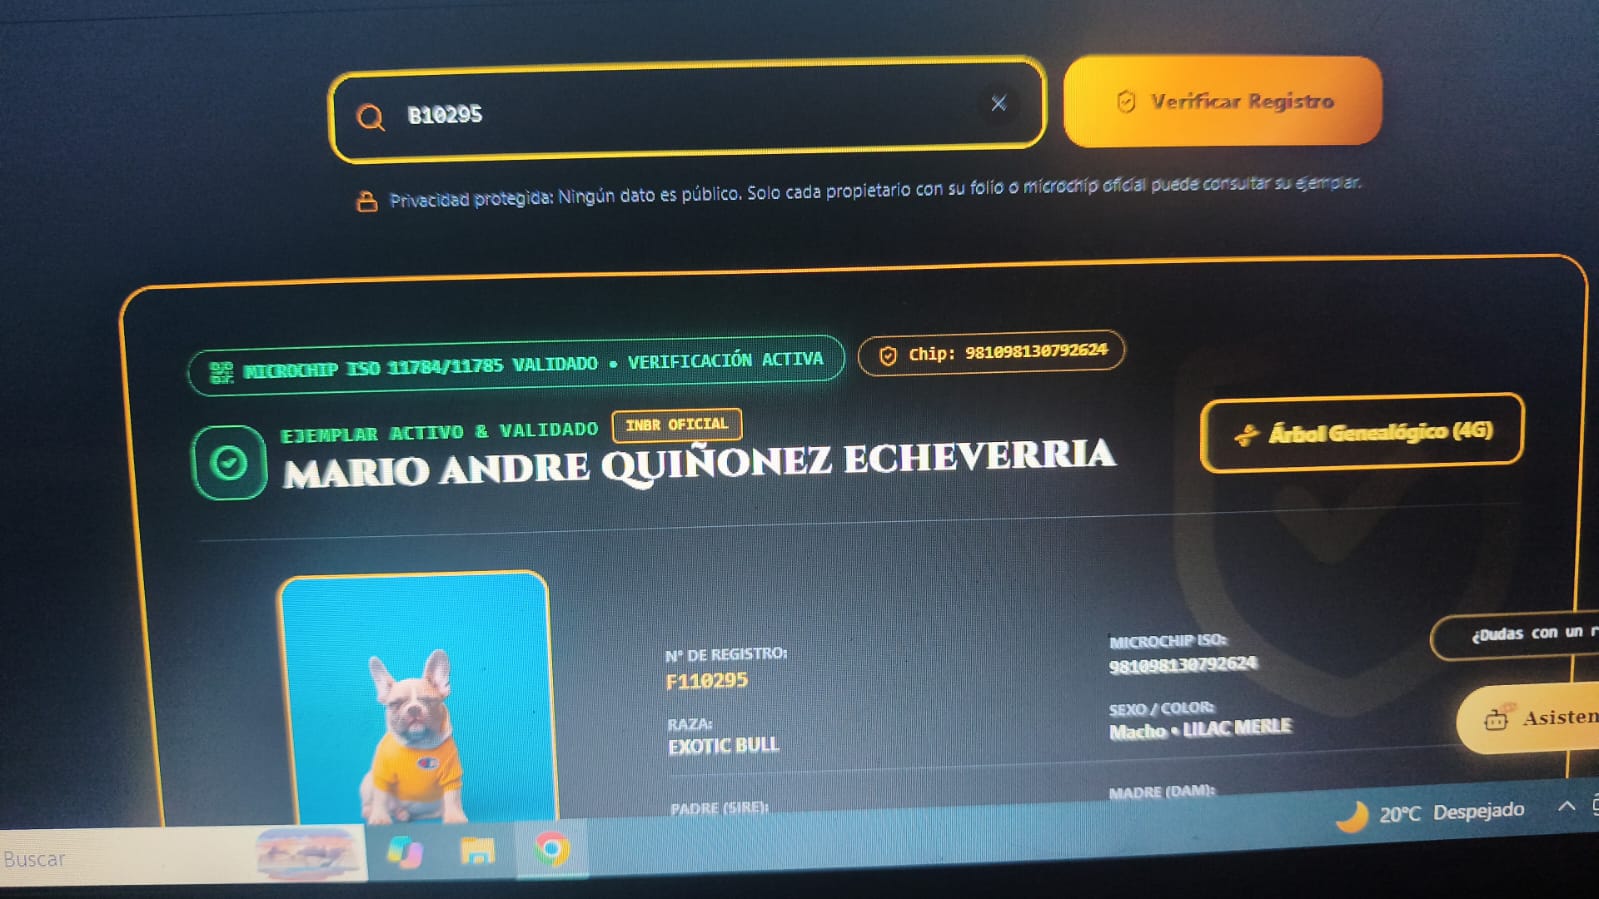 B10295
Verificar Registro
Privacidad protegida: Ningún dato es público. Solo cada propietario con su folio o microchip oficial puede consultar su ejemplar.
MICROCHIP ISO 11784/11785 VALIDADO • VERIFICACIÓN ACTIVA
Chip: 981098130792624
EJEMPLAR ACTIVO & VALIDADO
INBR OFICIAL
MARIO ANDRE QUIÑONEZ ECHEVERRIA
Árbol Genealógico (4G)
N° DE REGISTRO:
F110295
MICROCHIP ISO:
981098130792624
RAZA:
EXOTIC BULL
SEXO / COLOR:
Macho • LILAC MERLE
PADRE (SIRE):
MADRE (DAM):
¿Dudas con un r
Asisten
Buscar
20°C Despejado